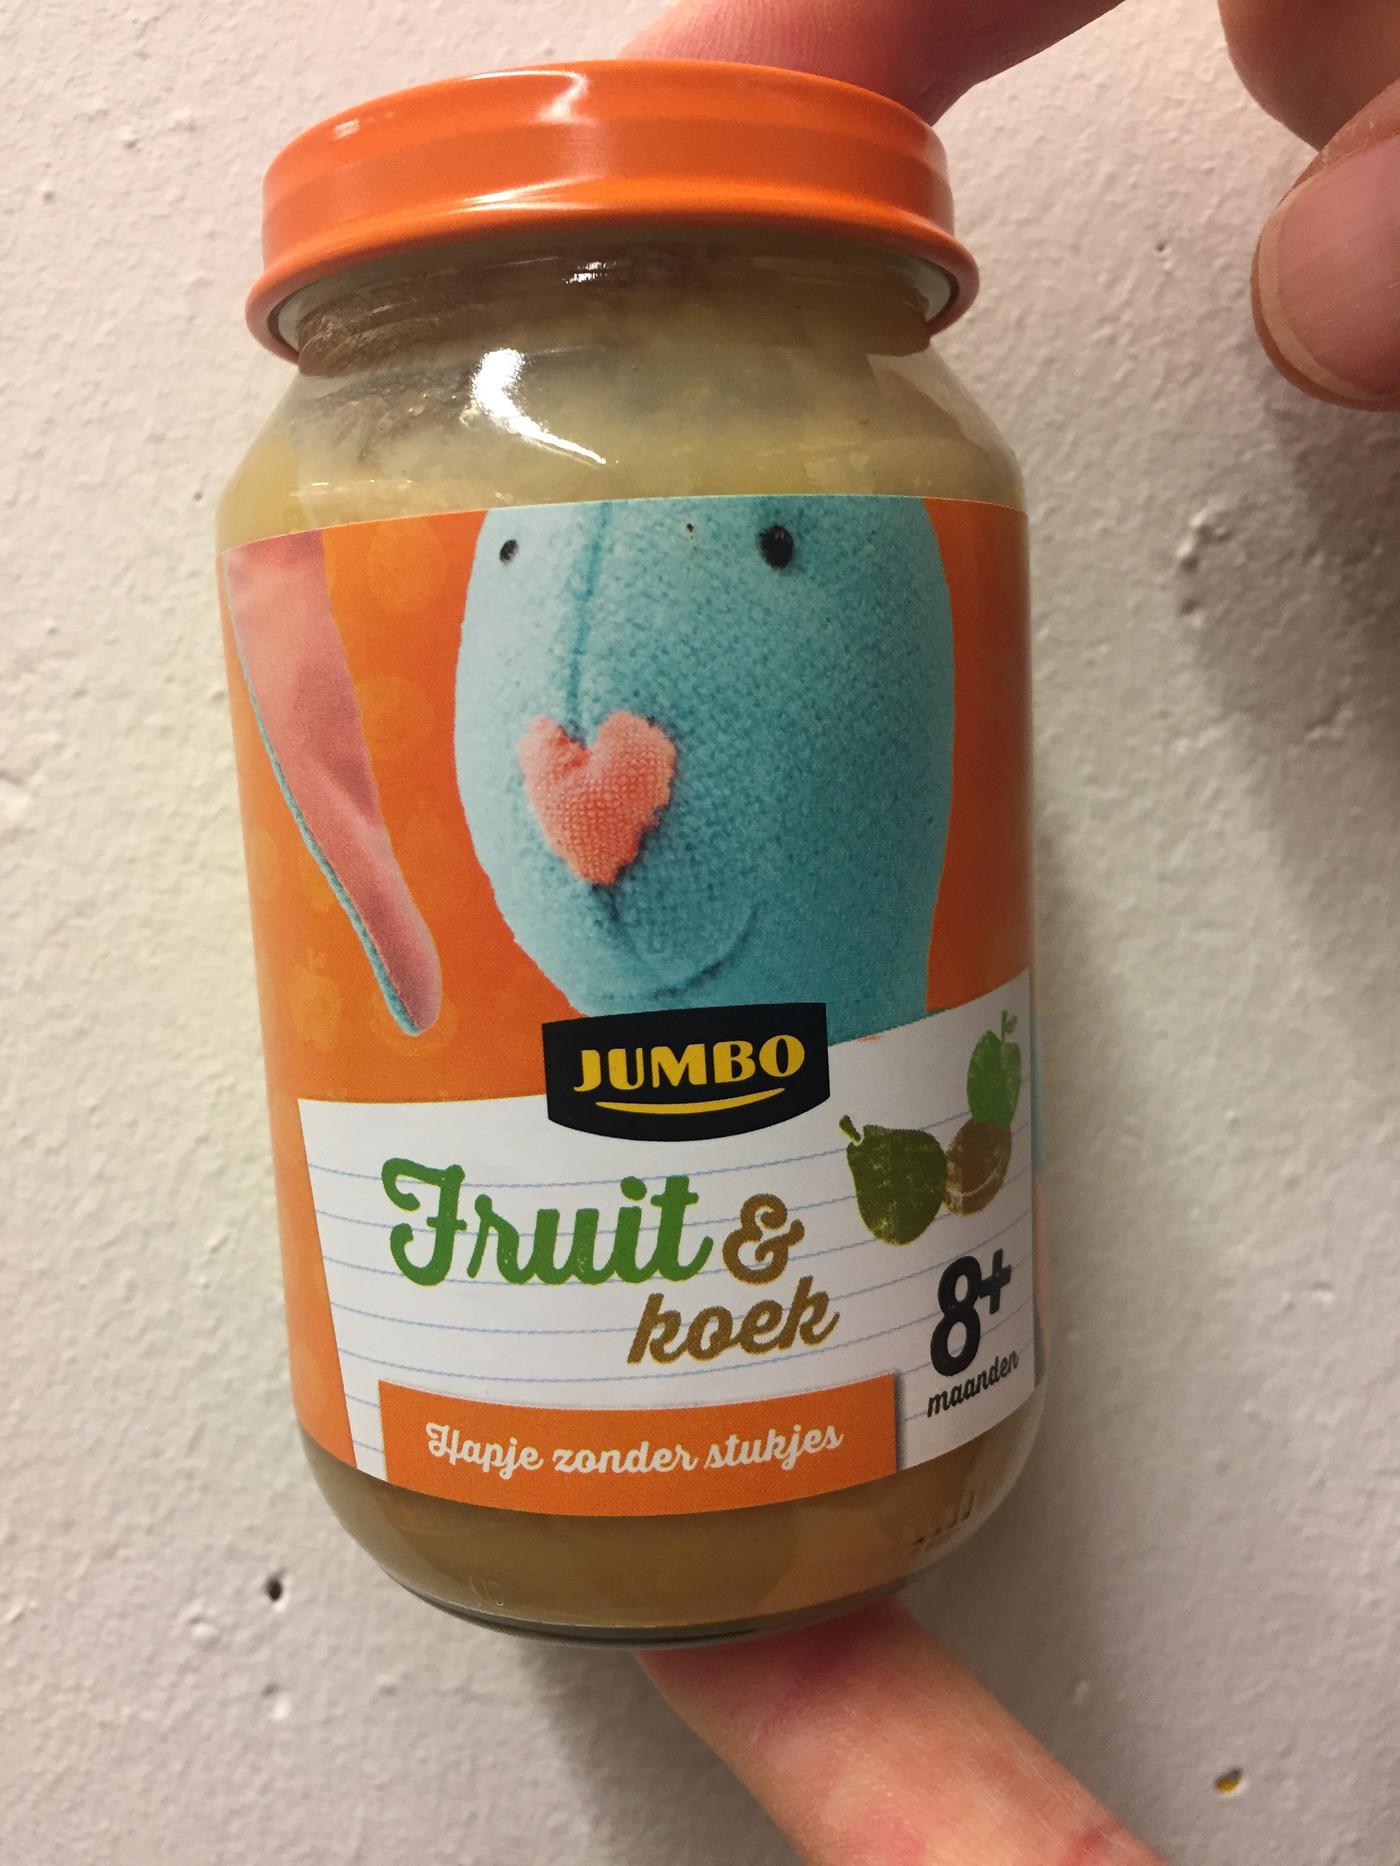 JUMBO
Fruit &
koek
8+
maanden
Hapje zonder stukjes